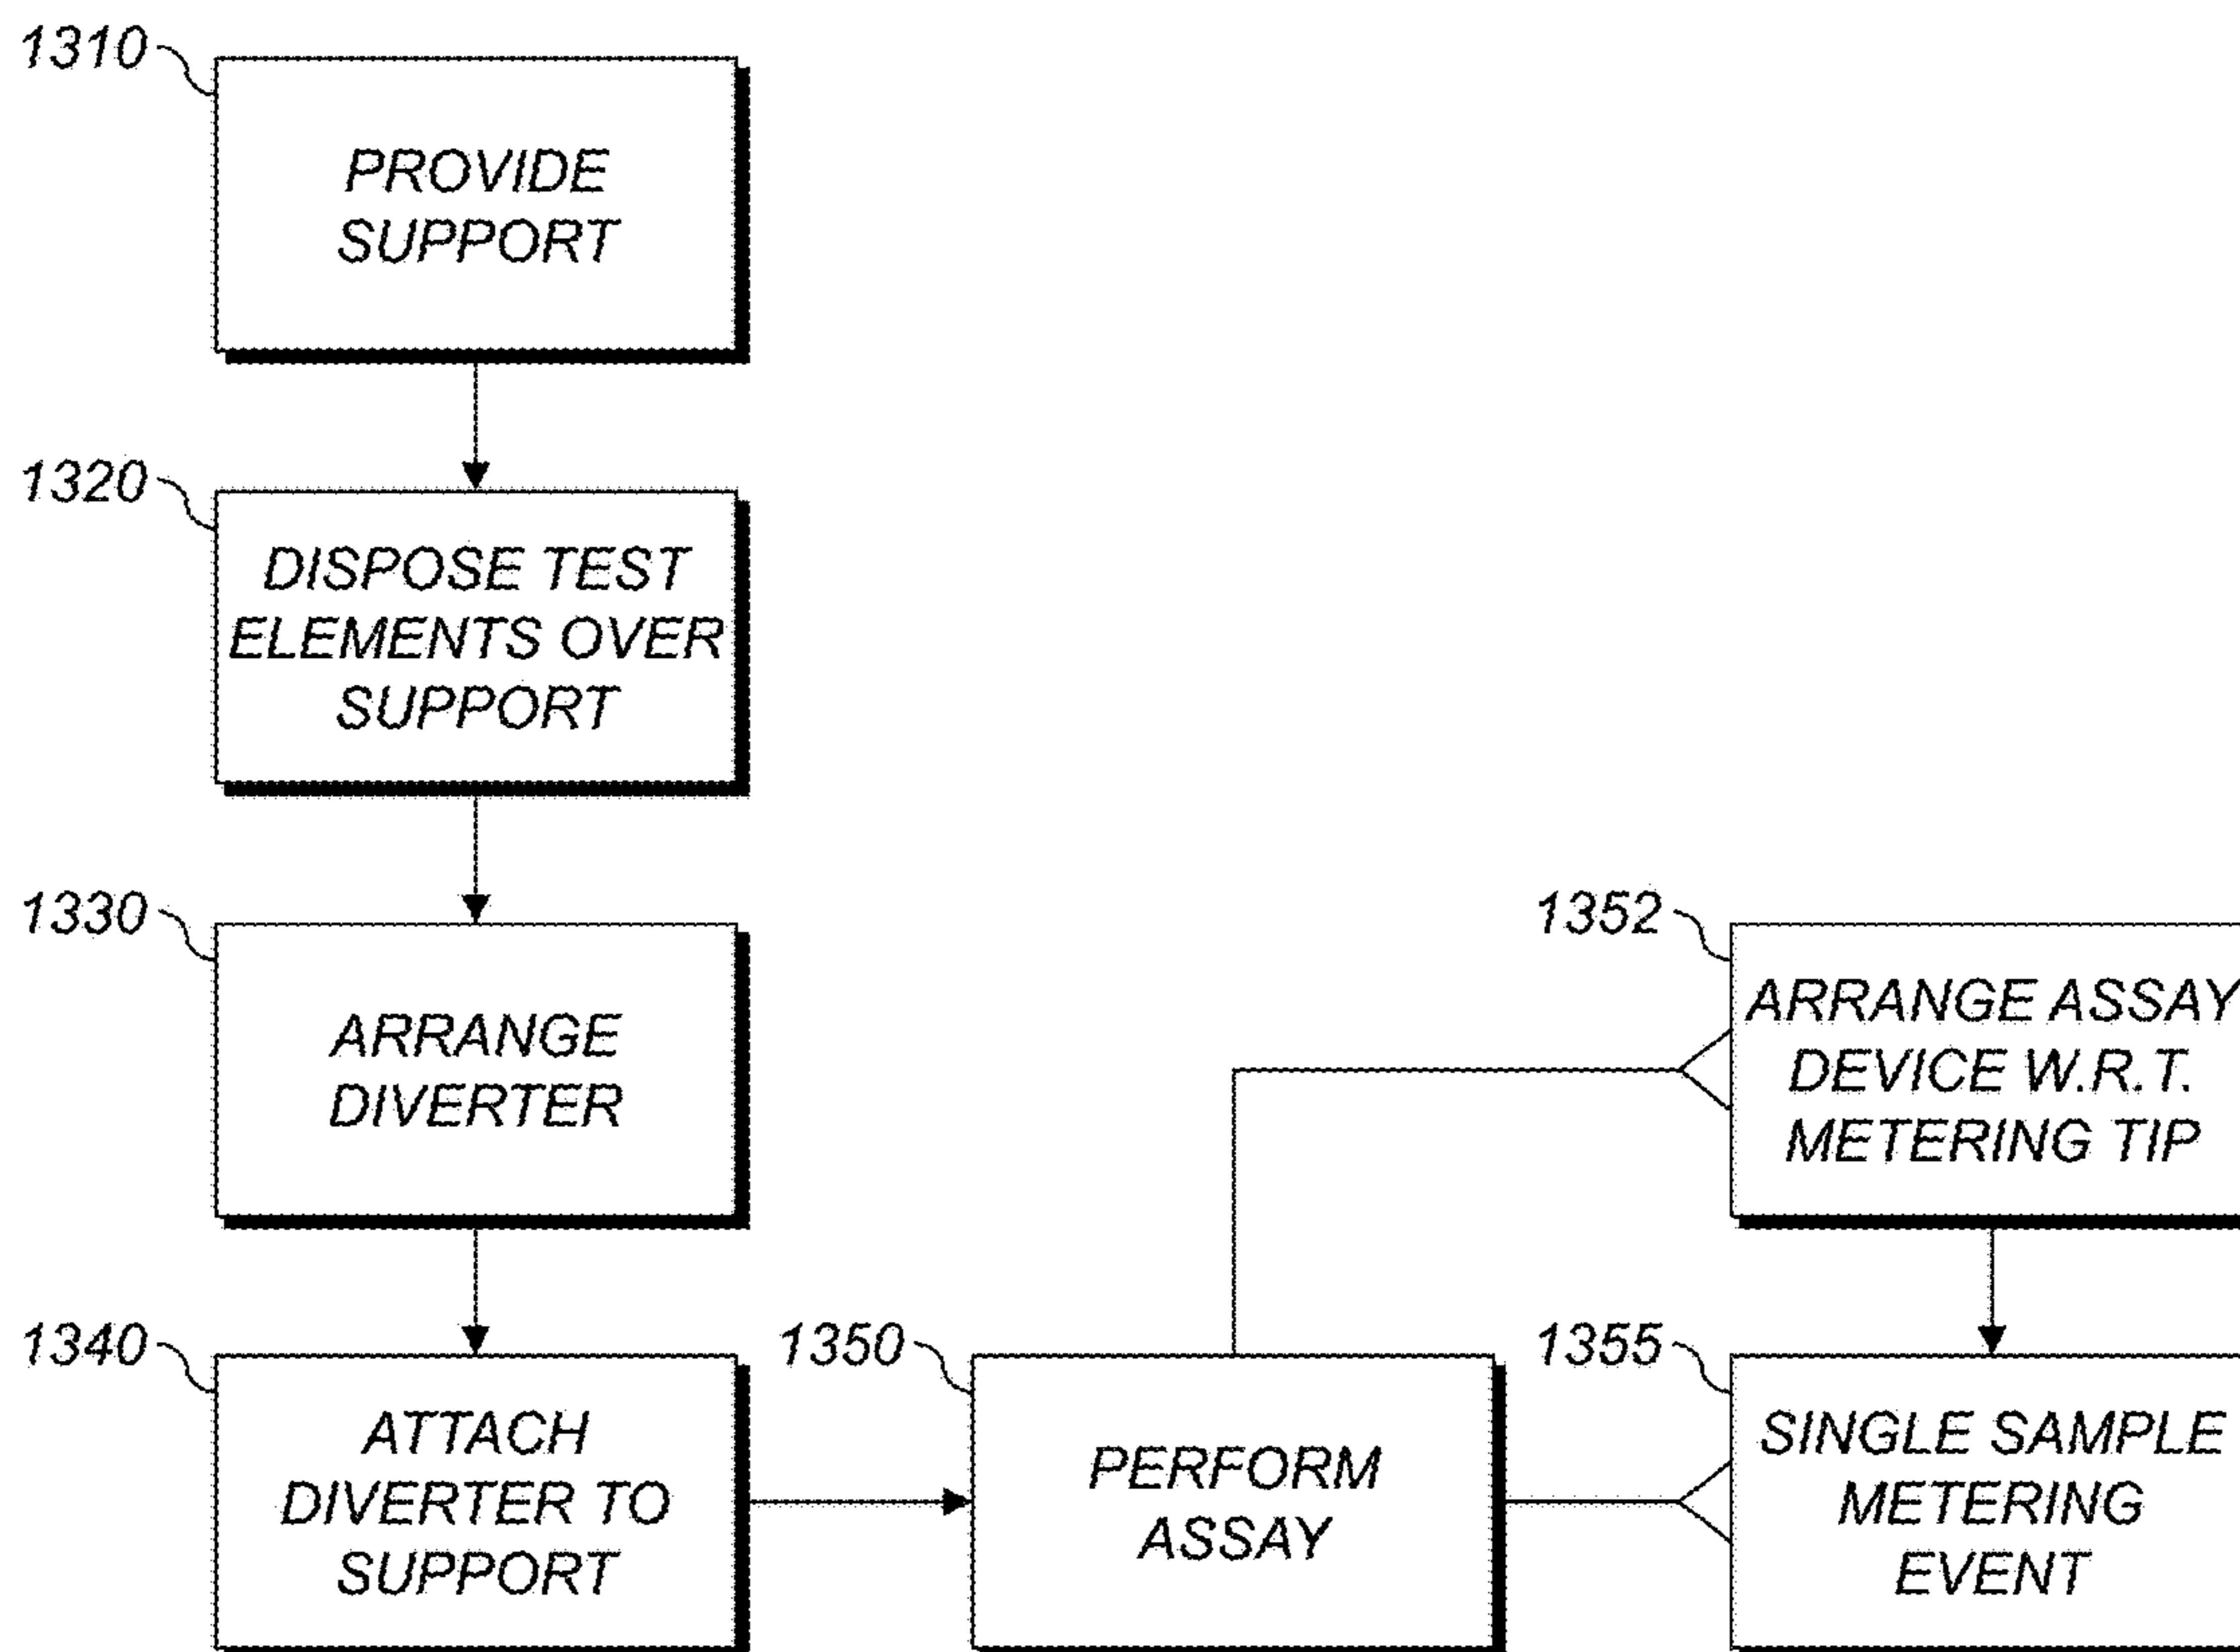 1310
PROVIDE
SUPPORT
1320
DISPOSE TEST
ELEMENTS OVER
SUPPORT
1330
ARRANGE
DIVERTER
1340
ATTACH
DIVERTER TO
SUPPORT
1350
PERFORM
ASSAY
1352
ARRANGE ASSAY
DEVICE W.R.T.
METERING TIP
1355
SINGLE SAMPLE
METERING
EVENT